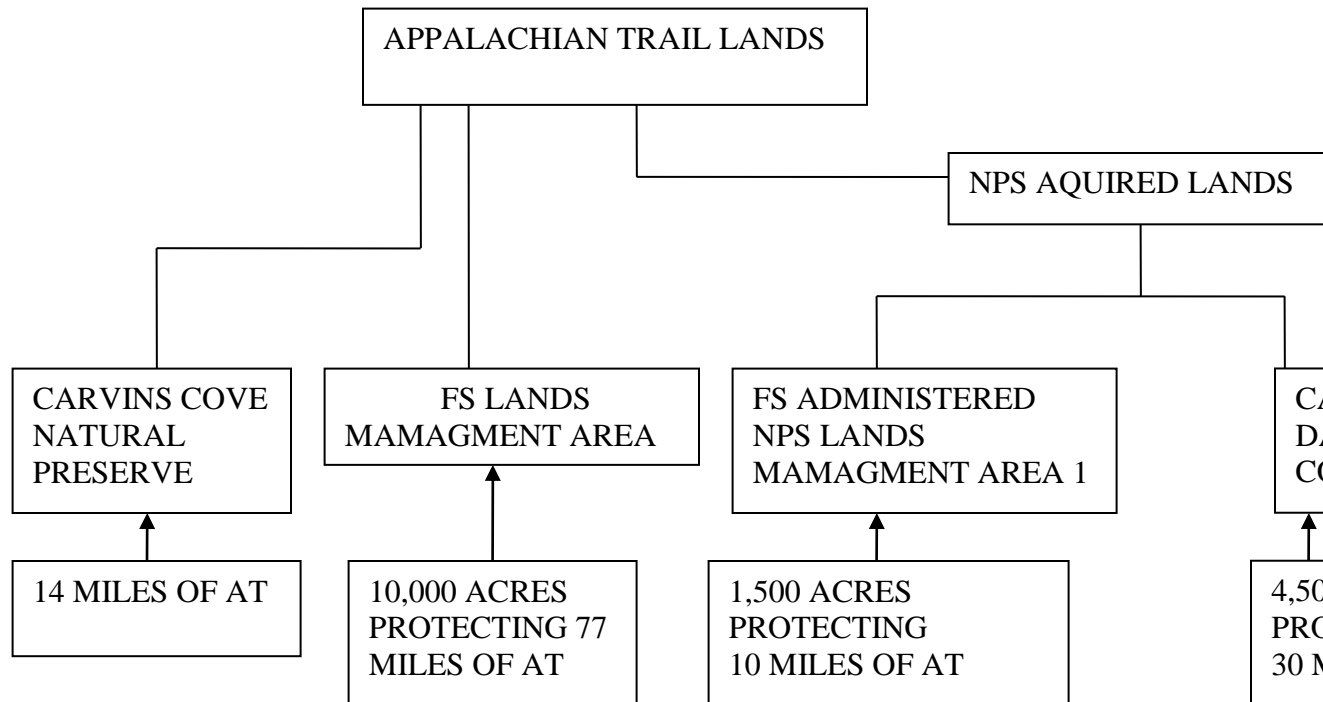 APPALACHIAN TRAIL LANDS
NPS AQUIRED LANDS
CARVINS COVE
NATURAL
PRESERVE
FS LANDS
MAMAGMENT AREA
FS ADMINISTERED
NPS LANDS
MAMAGMENT AREA 1
14 MILES OF AT
10,000 ACRES
PROTECTING 77
MILES OF AT
1,500 ACRES
PROTECTING
10 MILES OF AT
30